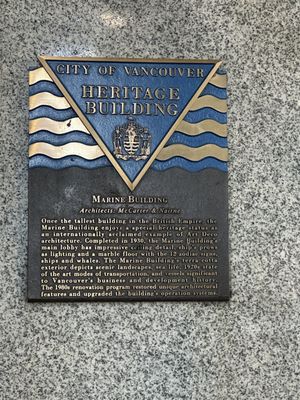 CITY OF VANCOUVER
HERITAGE
BUILDING
MARINE BUILDING
Architects, McCarter & Nairne
Once the tallest building in the British Empire, the
Marine Building enjoys a special heritage status as
an internationally acclaimed example of Art Deco
architecture. Completed in 1930, the Marine Building's
main lobby has impressive ceiling detail, ship's prows
as lighting and a marble floor with the 12 zodiac signs,
ships and whales. The Marine Building's terra cotta
exterior depicts scenic landscapes, sea life, 1920s state
of the art modes of transportation, and vessels significant
to Vancouver's business and development history.
The 1980s renovation program restored unique architectural
features and upgraded the building's operation systems.